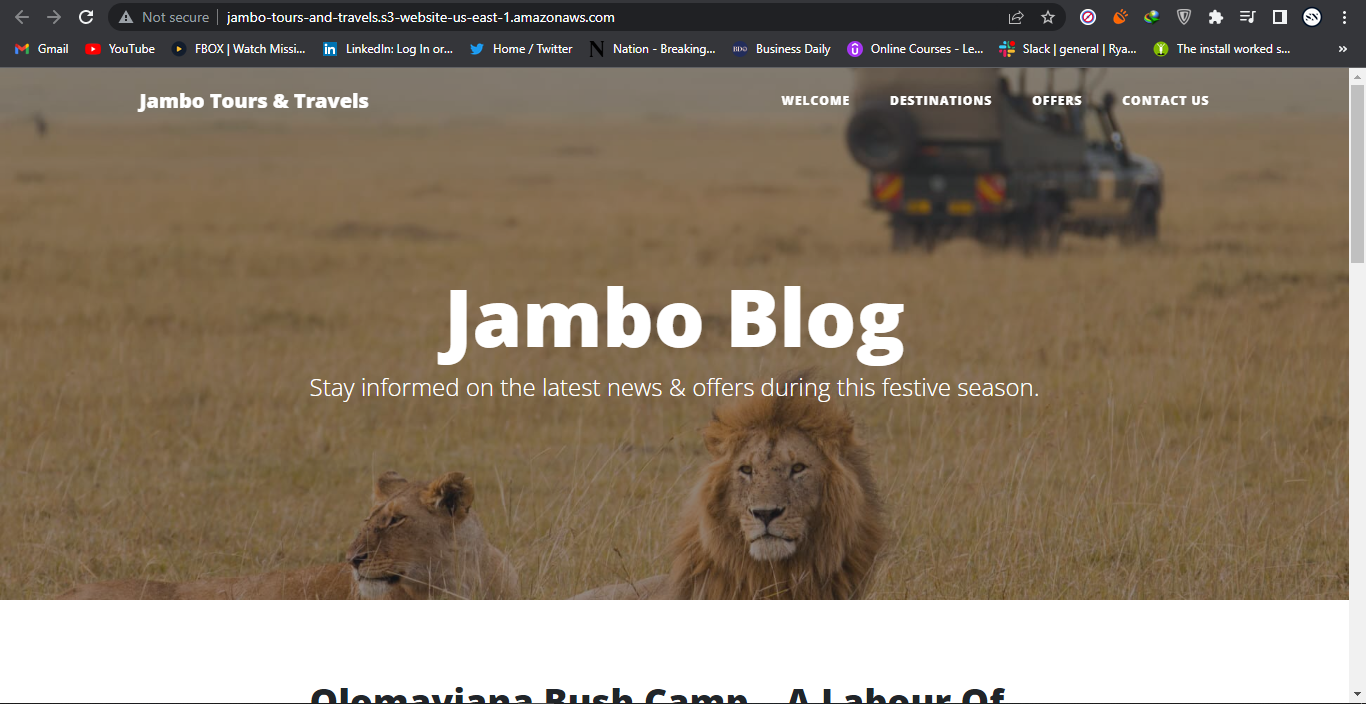 Not secure jambo-tours-and-travels.s3-website-us-east-1.amazonaws.com
Gmail YouTube FBOX | Watch Missi... LinkedIn: Log In or... Home / Twitter N Nation - Breaking... BDO Business Daily Online Courses - Le... Slack | general | Rya... The install worked s... »
Jambo Tours & Travels WELCOME DESTINATIONS OFFERS CONTACT US
Jambo Blog
Stay informed on the latest news & offers during this festive season.
Olomayiana Bush Camp – A Labour Of